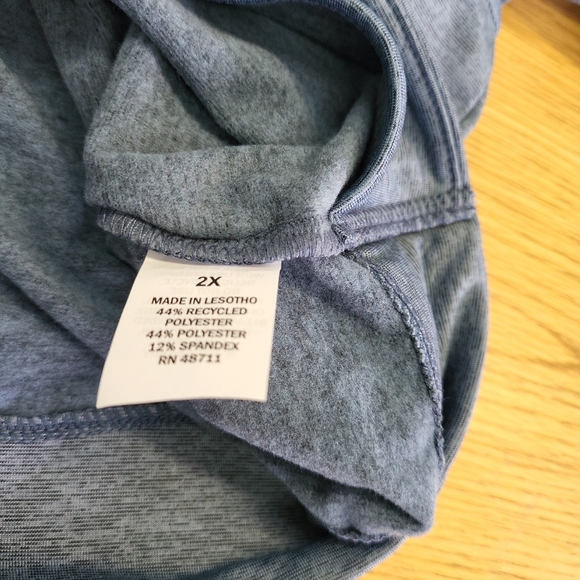 2X
MADE IN LESOTHO
44% RECYCLED
POLYESTER
44% POLYESTER
12% SPANDEX
RN 48711